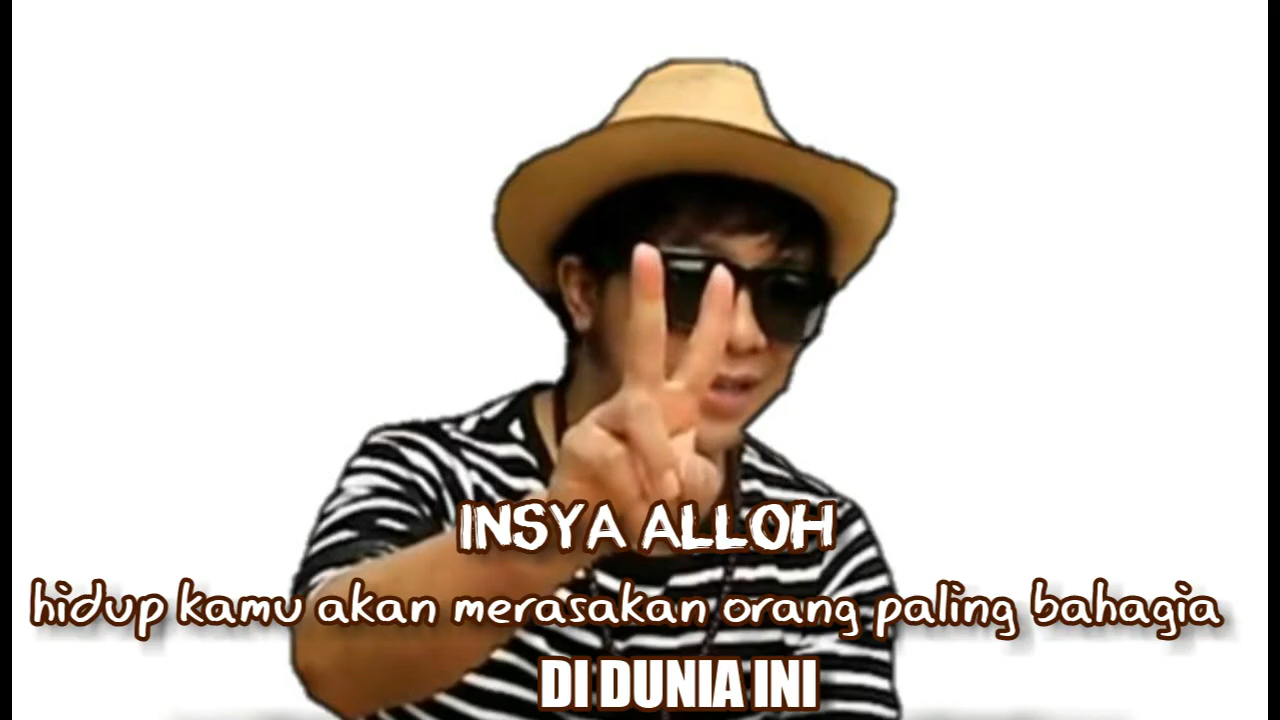 INSYA ALLOH
hidup kamu akan merasakan orang paling bahagia
DI DUNIA INI